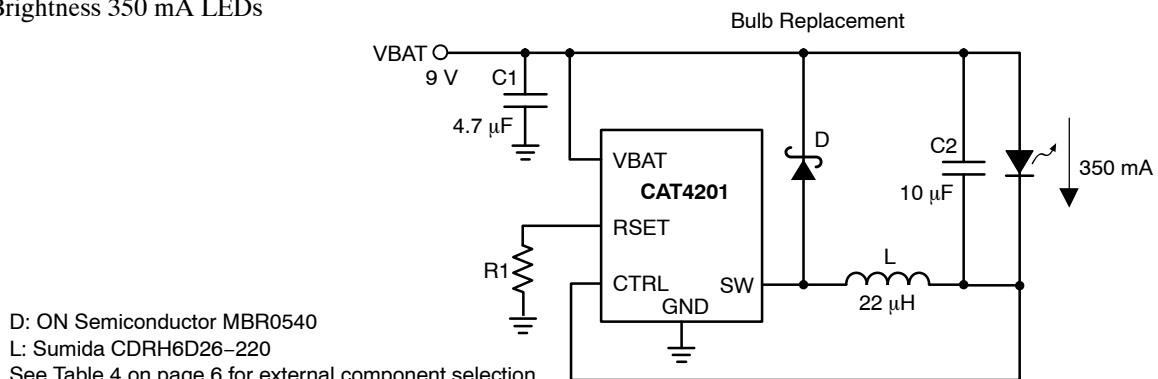 Brightness 350 mA LEDs
Bulb Replacement
VBAT
9 V
C1
4.7 μF
VBAT
CAT4201
RSET
CTRL
GND
SW
R1
D
C2
10 μF
350 mA
L
22 μH
D: ON Semiconductor MBR0540
L: Sumida CDRH6D26−220
See Table 4 on page 6 for external component selection